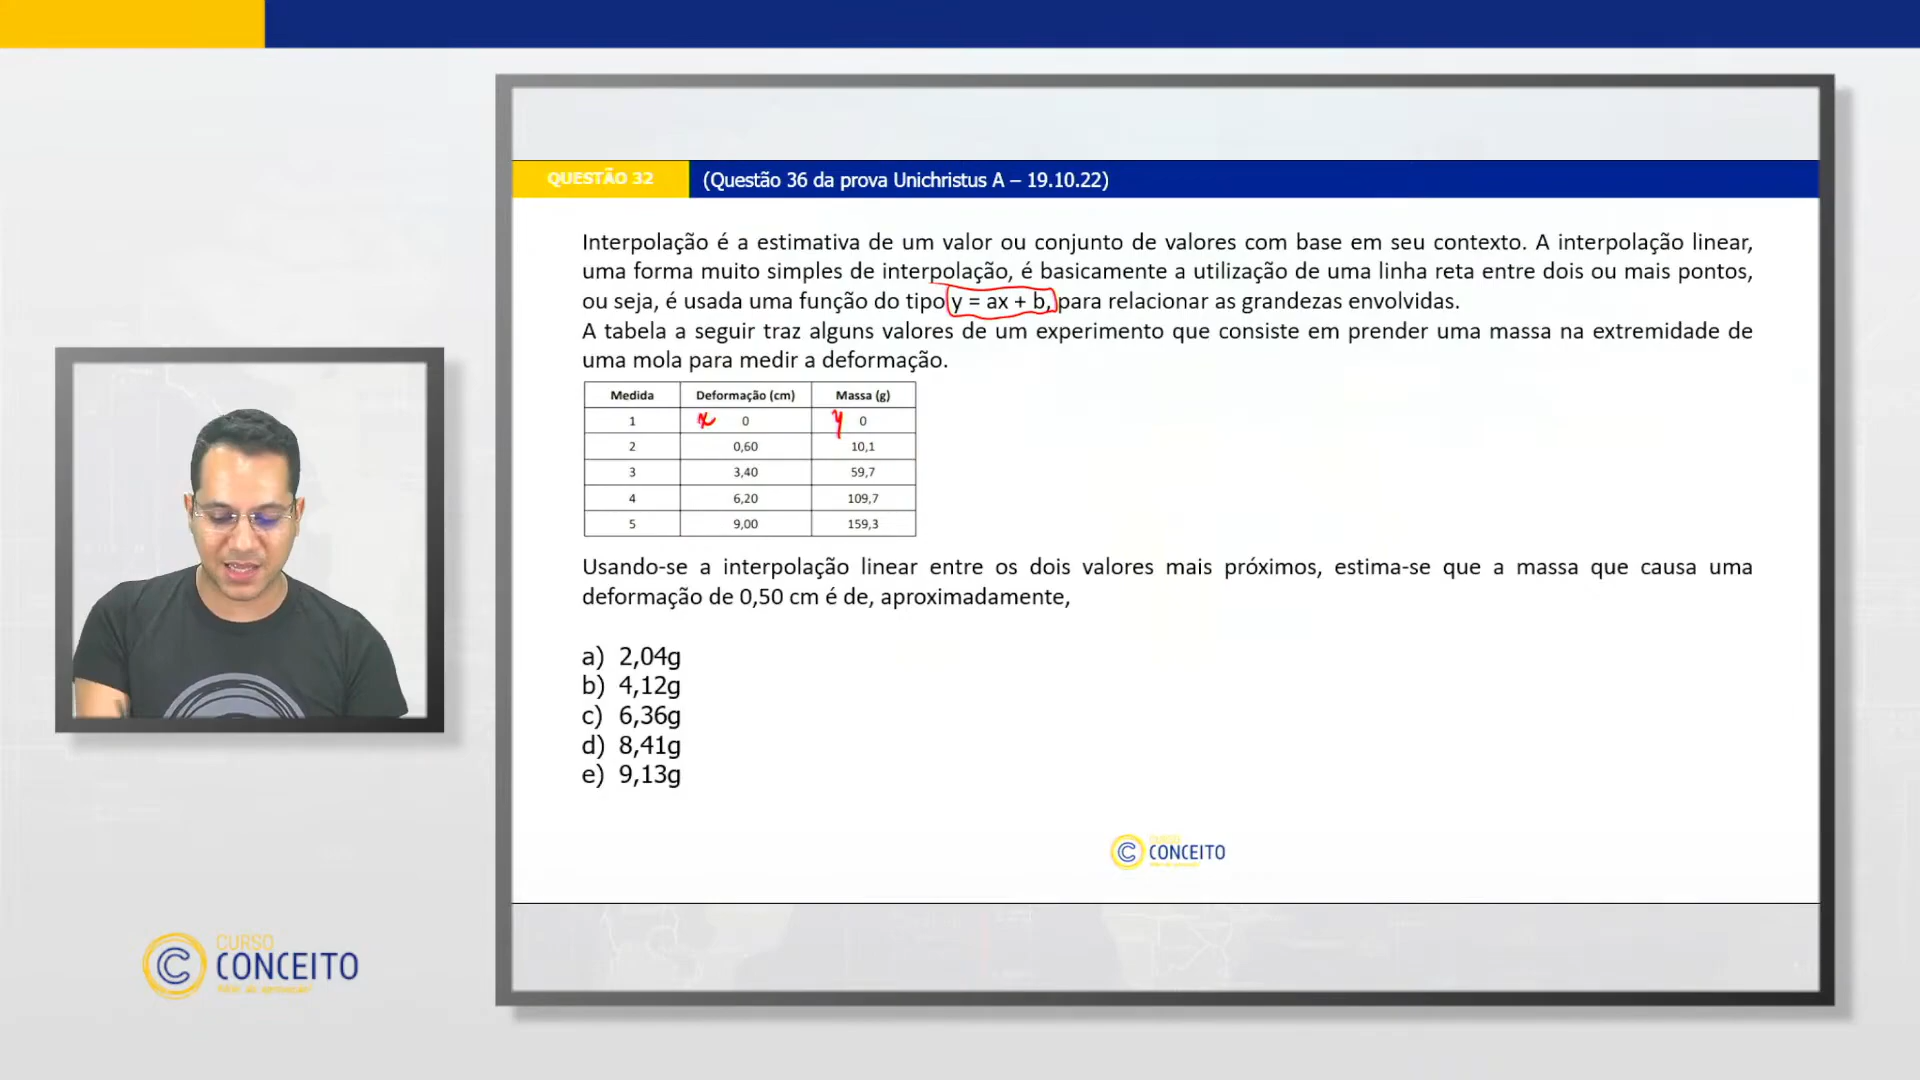 QUESTÃO 32
(Questão 36 da prova Unichristus A – 19.10.22)
Interpolação é a estimativa de um valor ou conjunto de valores com base em seu contexto. A interpolação linear,
uma forma muito simples de interpolação, é basicamente a utilização de uma linha reta entre dois ou mais pontos,
ou seja, é usada uma função do tipo y = ax + b, para relacionar as grandezas envolvidas.
A tabela a seguir traz alguns valores de um experimento que consiste em prender uma massa na extremidade de
uma mola para medir a deformação.
Medida Deformação (cm) Massa (g)
1 x 0 y 0
2 0,60 10,1
3 3,40 59,7
4 6,20 109,7
5 9,00 159,3
Usando-se a interpolação linear entre os dois valores mais próximos, estima-se que a massa que causa uma
deformação de 0,50 cm é de, aproximadamente,
a) 2,04g
b) 4,12g
c) 6,36g
d) 8,41g
e) 9,13g
CONCEITO
CURSO
CONCEITO